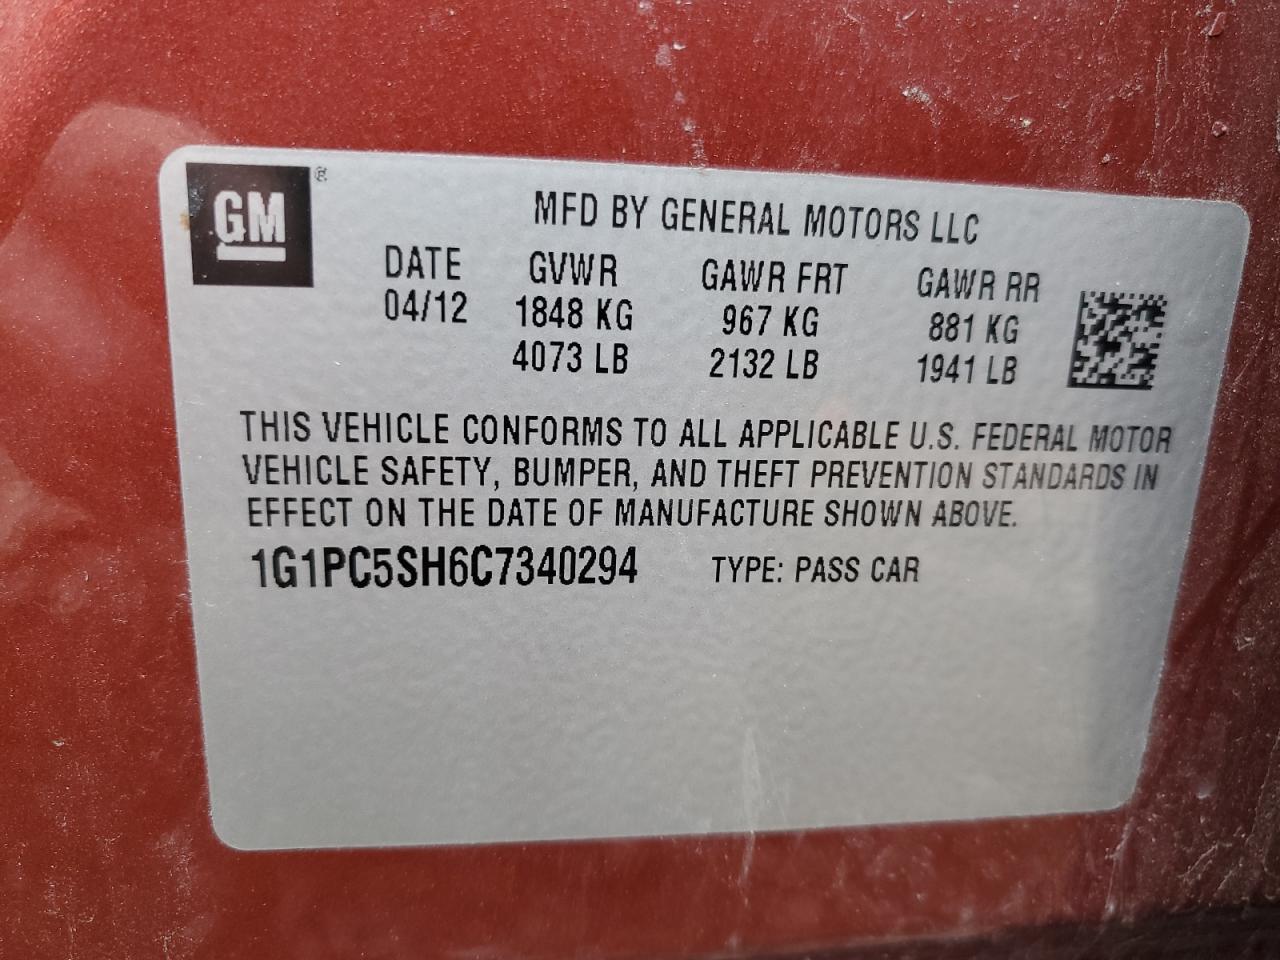 GM ®
MFD BY GENERAL MOTORS LLC
DATE GVWR GAWR FRT GAWR RR
04/12 1848 KG 967 KG 881 KG
4073 LB 2132 LB 1941 LB
THIS VEHICLE CONFORMS TO ALL APPLICABLE U.S. FEDERAL MOTOR
VEHICLE SAFETY, BUMPER, AND THEFT PREVENTION STANDARDS IN
EFFECT ON THE DATE OF MANUFACTURE SHOWN ABOVE.
1G1PC5SH6C7340294 TYPE: PASS CAR